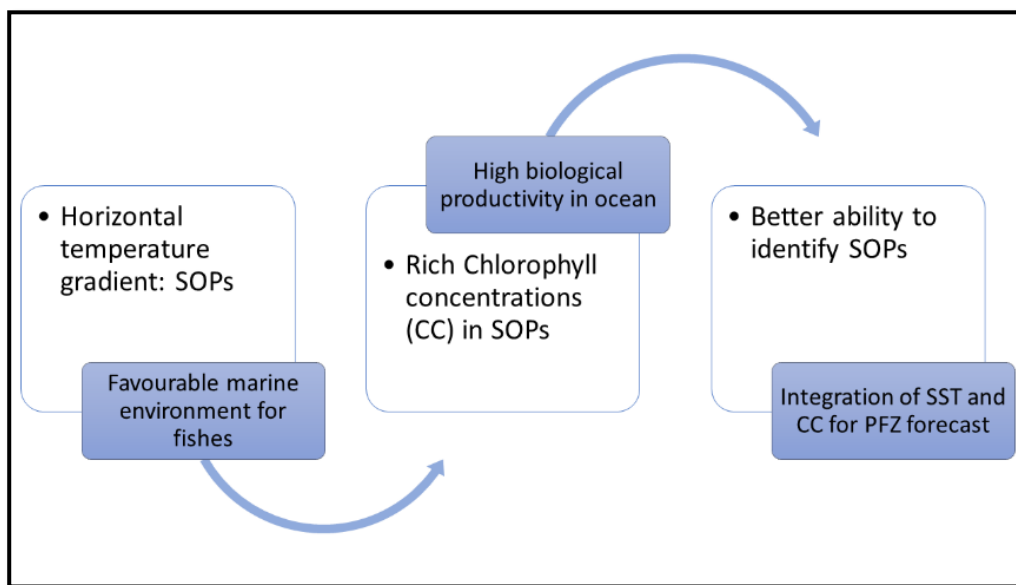 • Horizontal
temperature
gradient: SOPs
Favourable marine
environment for
fishes
High biological
productivity in ocean
• Rich Chlorophyll
concentrations
(CC) in SOPs
• Better ability to
identify SOPs
Integration of SST and
CC for PFZ forecast